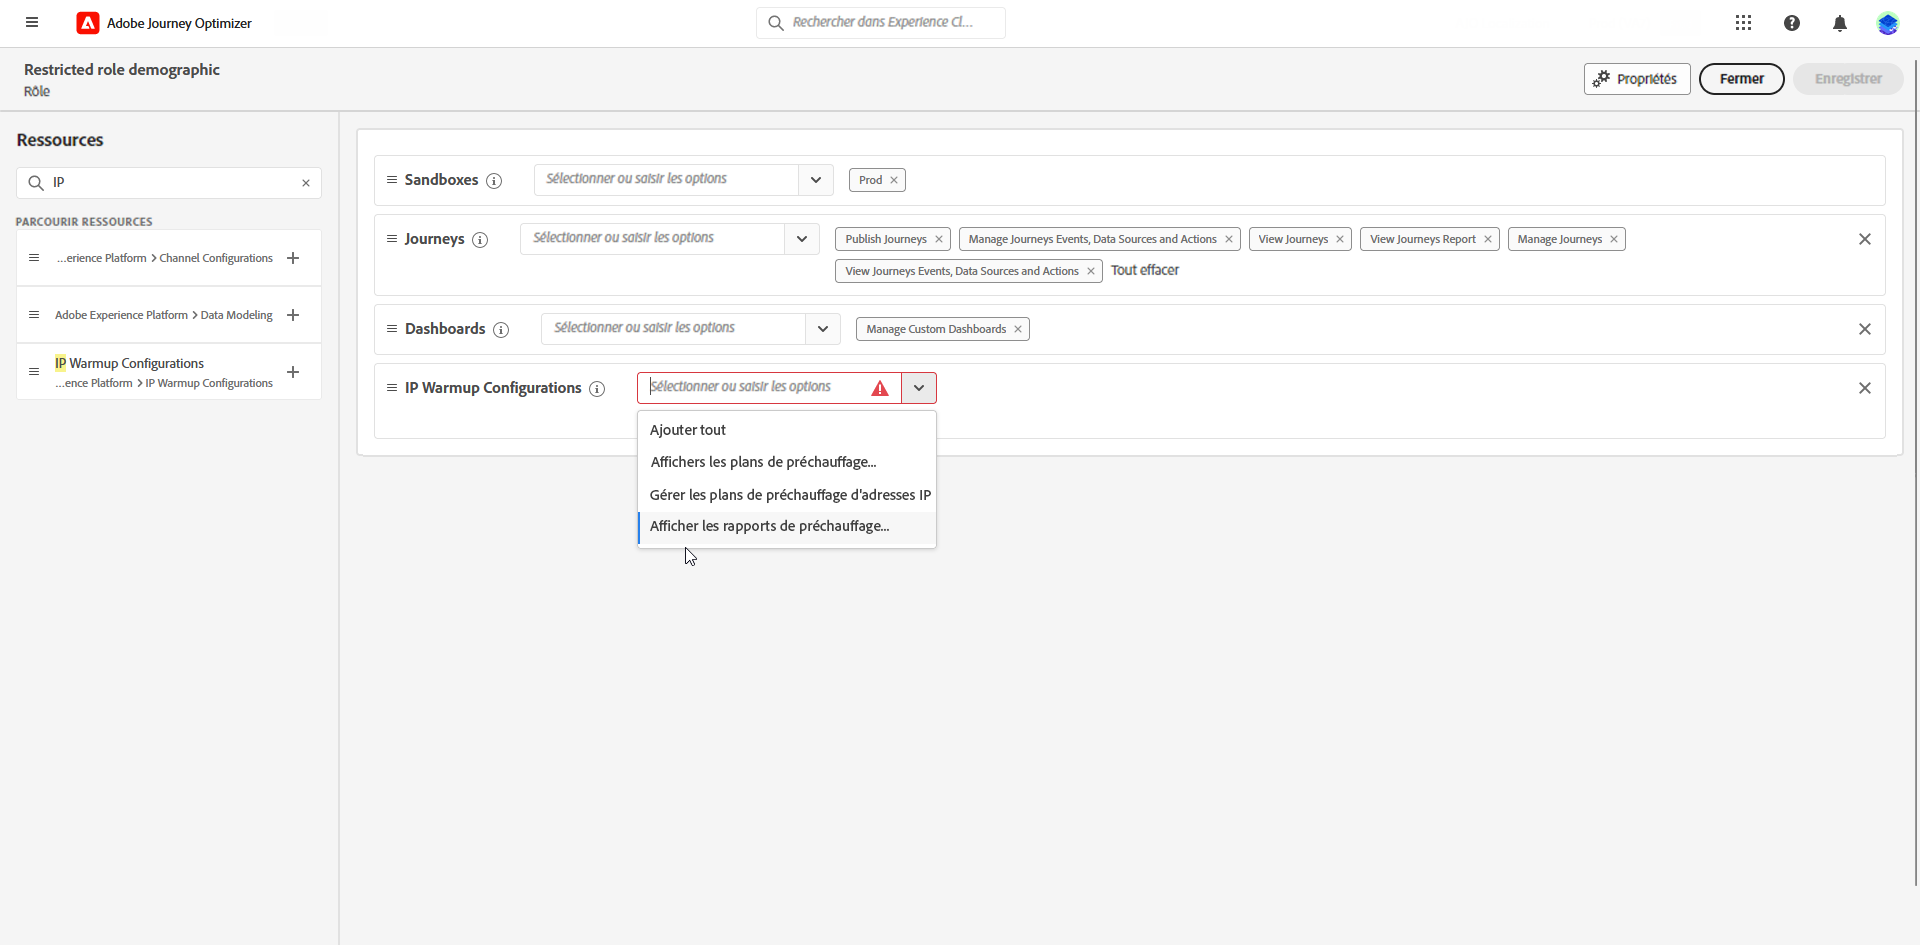 Adobe Journey Optimizer
Rechercher dans Experience Cl...
Restricted role demographic
Rôle
Propriétés
Fermer
Enregistrer
Ressources
IP
PARCOURIR RESSOURCES
...erience Platform > Channel Configurations
Adobe Experience Platform > Data Modeling
IP Warmup Configurations
...ence Platform > IP Warmup Configurations
Sandboxes
Sélectionner ou saisir les options
Prod
Journeys
Sélectionner ou saisir les options
Publish Journeys
Manage Journeys Events, Data Sources and Actions
View Journeys
View Journeys Report
Manage Journeys
View Journeys Events, Data Sources and Actions
Tout effacer
Dashboards
Sélectionner ou saisir les options
Manage Custom Dashboards
IP Warmup Configurations
Sélectionner ou saisir les options
Ajouter tout
Affichers les plans de préchauffage...
Gérer les plans de préchauffage d'adresses IP
Afficher les rapports de préchauffage...